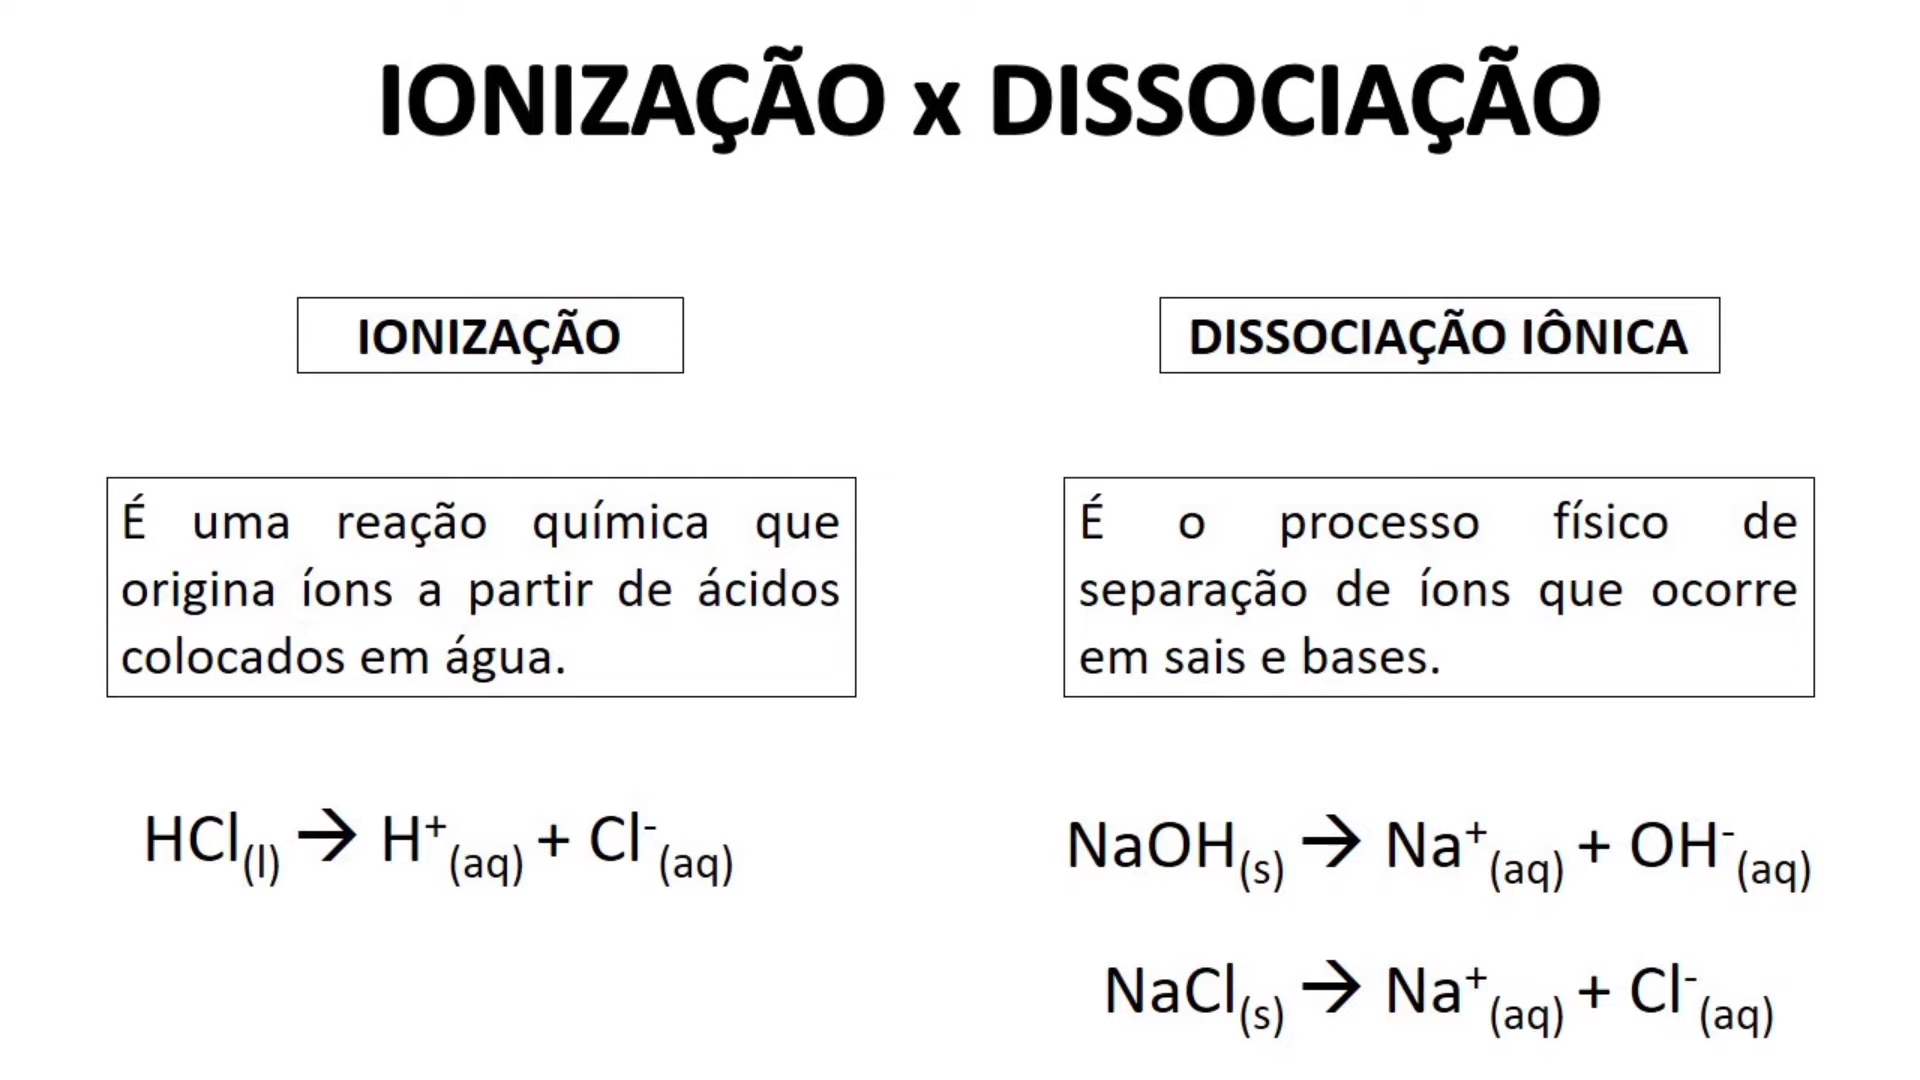 IONIZAÇÃO x DISSOCIAÇÃO
IONIZAÇÃO
É uma reação química que
origina íons a partir de ácidos
colocados em água.
HCl(l) → H⁺(aq) + Cl⁻(aq)
DISSOCIAÇÃO IÔNICA
É o processo físico de
separação de íons que ocorre
em sais e bases.
NaOH(s) → Na⁺(aq) + OH⁻(aq)
NaCl(s) → Na⁺(aq) + Cl⁻(aq)